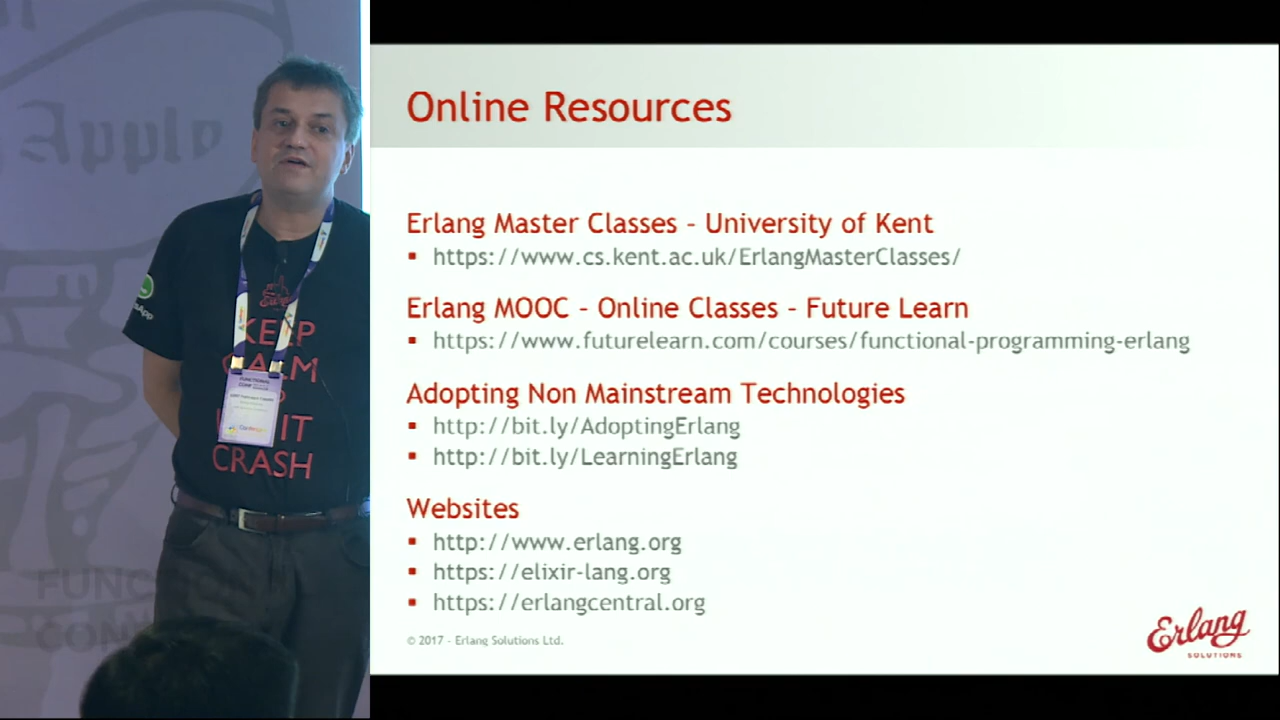 Online Resources
Erlang Master Classes – University of Kent
▪ https://www.cs.kent.ac.uk/ErlangMasterClasses/
Erlang MOOC – Online Classes – Future Learn
▪ https://www.futurelearn.com/courses/functional-programming-erlang
Adopting Non Mainstream Technologies
▪ http://bit.ly/AdoptingErlang
▪ http://bit.ly/LearningErlang
Websites
▪ http://www.erlang.org
▪ https://elixir-lang.org
▪ https://erlangcentral.org
© 2017 - Erlang Solutions Ltd.
Erlang
SOLUTIONS
KEEP
CALM
IT
CRASH
FUNCTIONAL
CONF
Apple